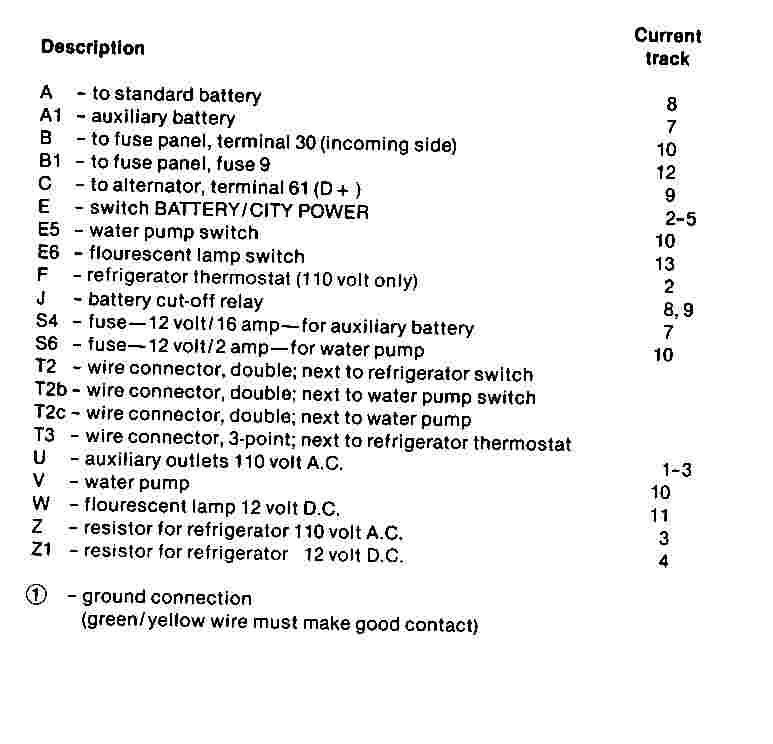 Description Current track
A – to standard battery 8
A1 – auxiliary battery 7
B – to fuse panel, terminal 30 (incoming side) 10
B1 – to fuse panel, fuse 9 12
C – to alternator, terminal 61 (D+ ) 9
E – switch BATTERY/CITY POWER 2–5
E5 – water pump switch 10
E6 – flourescent lamp switch 13
F – refrigerator thermostat (110 volt only) 2
J – battery cut-off relay 8, 9
S4 – fuse—12 volt/16 amp—for auxiliary battery 7
S6 – fuse—12 volt/2 amp—for water pump 10
T2 – wire connector, double; next to refrigerator switch
T2b – wire connector, double; next to water pump switch
T2c – wire connector, double; next to water pump
T3 – wire connector, 3-point; next to refrigerator thermostat
U – auxiliary outlets 110 volt A.C. 1–3
V – water pump 10
W – flourescent lamp 12 volt D.C. 11
Z – resistor for refrigerator 110 volt A.C. 3
Z1 – resistor for refrigerator 12 volt D.C. 4
① – ground connection
(green/yellow wire must make good contact)